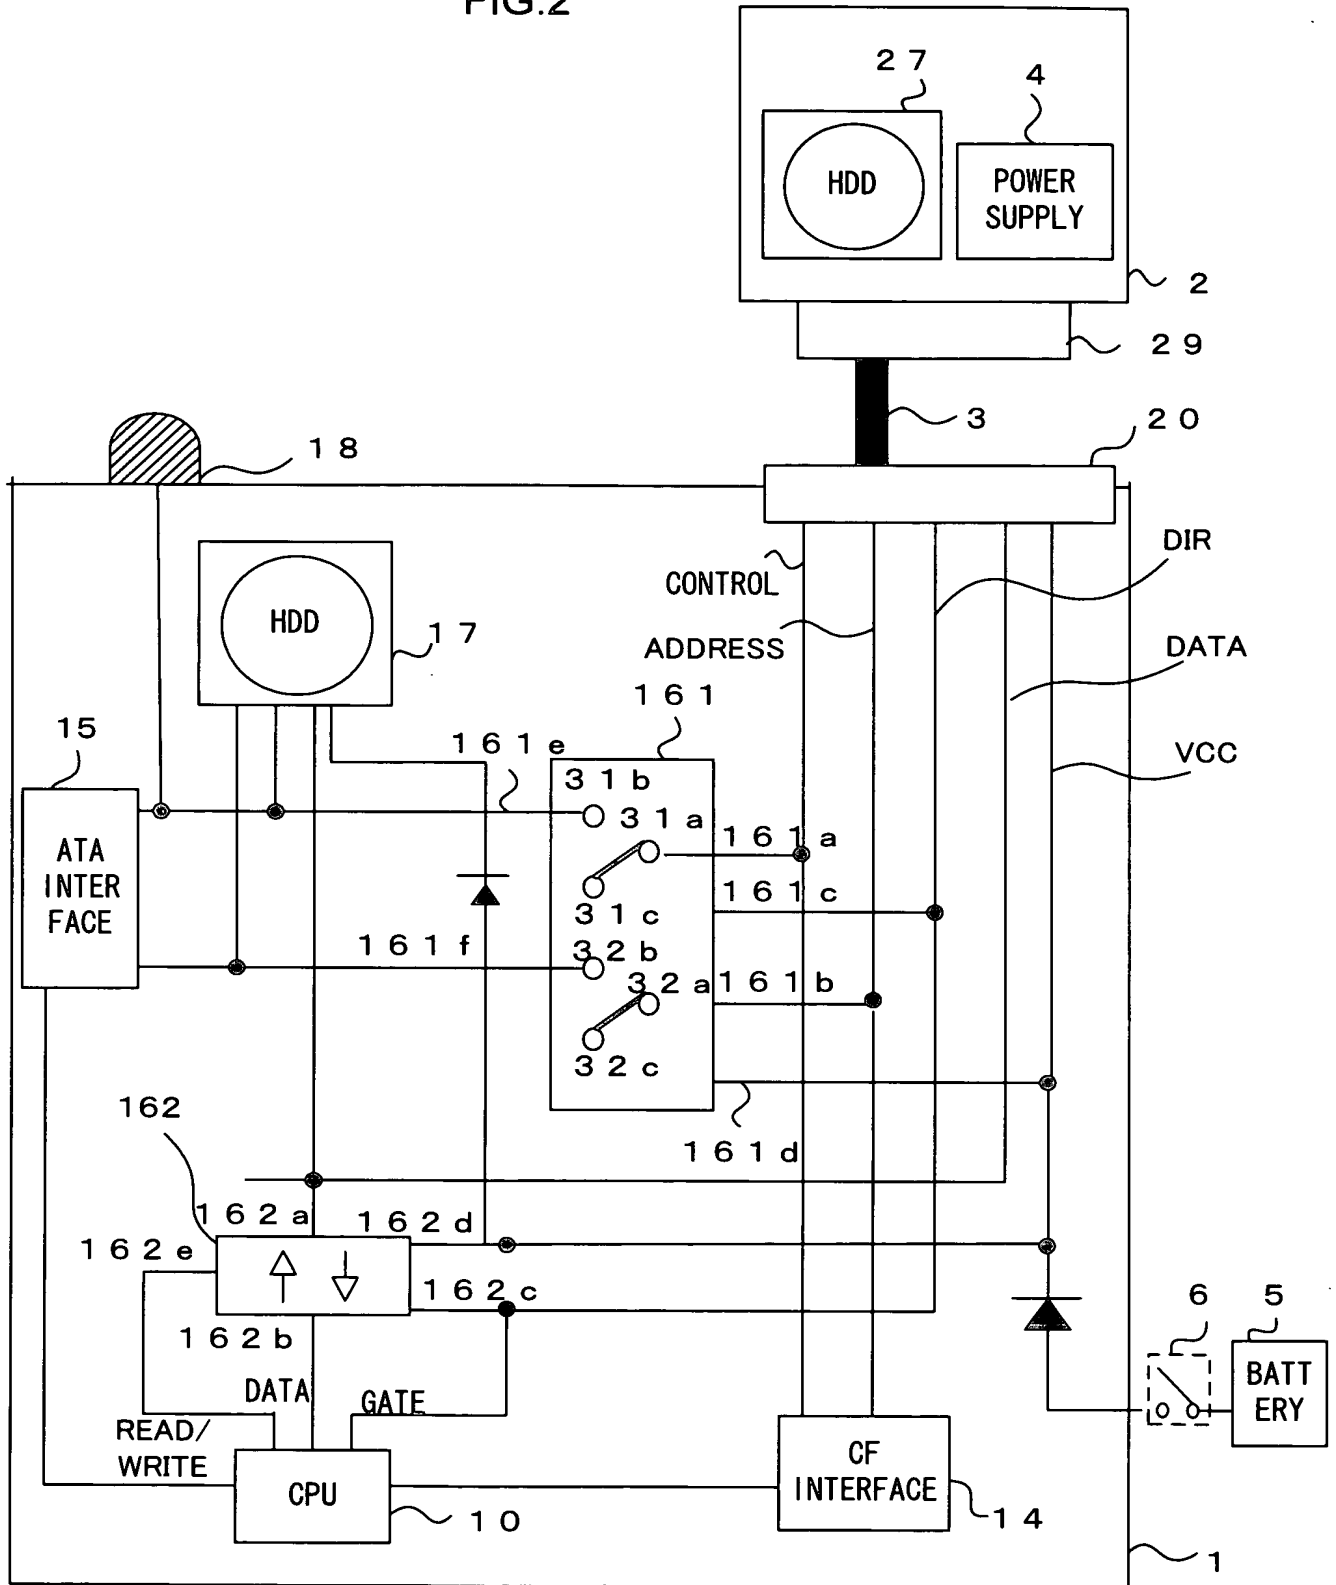 FIG.2
27
4
HDD
POWER
SUPPLY
2
29
3
20
18
DIR
CONTROL
HDD
17
ADDRESS
DATA
161
15
161e
VCC
31b
31a
161a
ATA
INTER
FACE
161c
31c
161f
32b
32a
161b
32c
162
161d
162a
162d
162e
162c
6
5
162b
DATA
GATE
BATT
ERY
READ/
WRITE
CF
INTERFACE
CPU
10
14
1